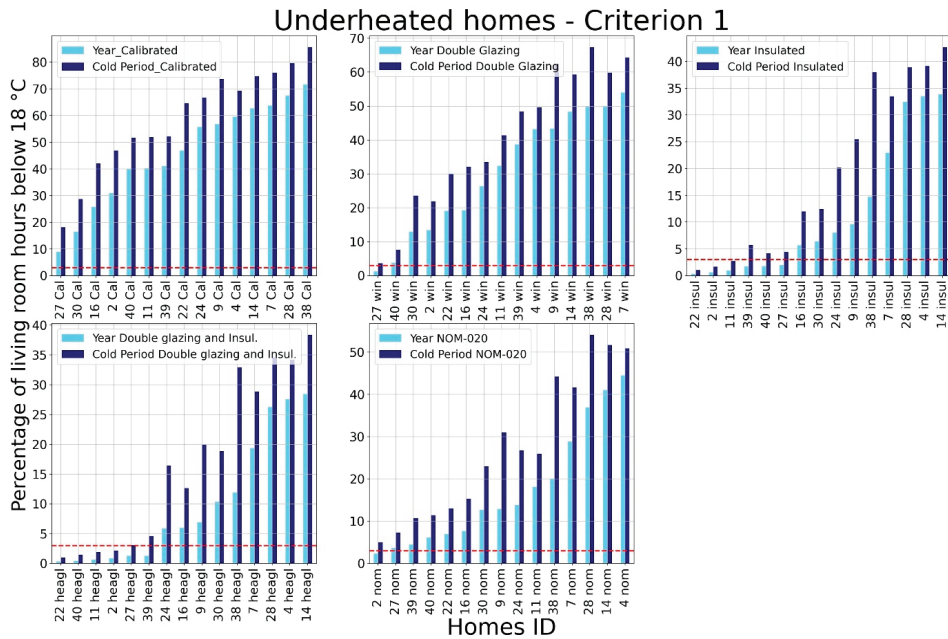 Underheated homes - Criterion 1
Percentage of living room hours below 18 °C
Year_Calibrated
Cold Period_Calibrated
80
70
60
50
40
30
20
10
0
27 Cal
30 Cal
16 Cal
2 Cal
40 Cal
11 Cal
39 Cal
22 Cal
24 Cal
9 Cal
4 Cal
14 Cal
7 Cal
28 Cal
38 Cal
Year Double Glazing
Cold Period Double Glazing
70
60
50
40
30
20
10
0
27 win
40 win
30 win
2 win
22 win
16 win
24 win
11 win
39 win
4 win
9 win
14 win
38 win
28 win
7 win
Year Insulated
Cold Period Insulated
40
35
30
25
20
15
10
5
0
22 insul
2 insul
11 insul
39 insul
40 insul
27 insul
16 insul
30 insul
24 insul
9 insul
38 insul
7 insul
28 insul
4 insul
14 insul
Year Double glazing and Insul.
Cold Period Double glazing and Insul.
40
35
30
25
20
15
10
5
0
22 heagl
40 heagl
11 heagl
2 heagl
27 heagl
39 heagl
24 heagl
16 heagl
9 heagl
30 heagl
38 heagl
7 heagl
28 heagl
4 heagl
14 heagl
Year NOM-020
Cold Period NOM-020
50
40
30
20
10
0
2 nom
27 nom
39 nom
40 nom
22 nom
16 nom
30 nom
9 nom
24 nom
11 nom
38 nom
7 nom
28 nom
14 nom
4 nom
Homes ID